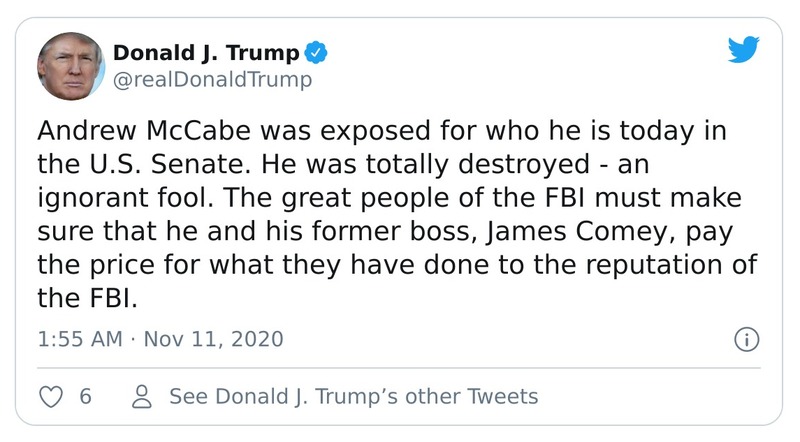 Donald J. Trump
@realDonaldTrump
Andrew McCabe was exposed for who he is today in
the U.S. Senate. He was totally destroyed - an
ignorant fool. The great people of the FBI must make
sure that he and his former boss, James Comey, pay
the price for what they have done to the reputation of
the FBI.
1:55 AM · Nov 11, 2020
6 See Donald J. Trump’s other Tweets